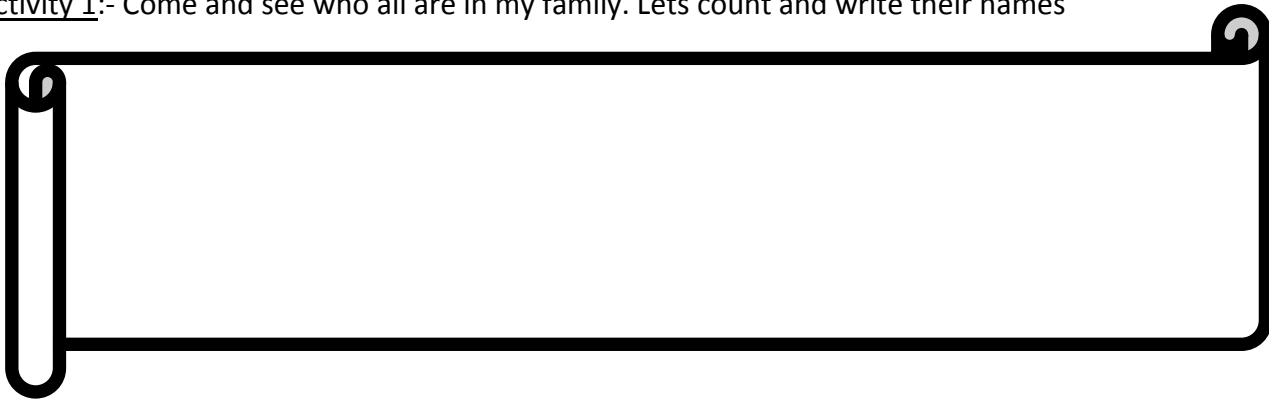 ctivity 1:- Come and see who all are in my family. Lets count and write their names